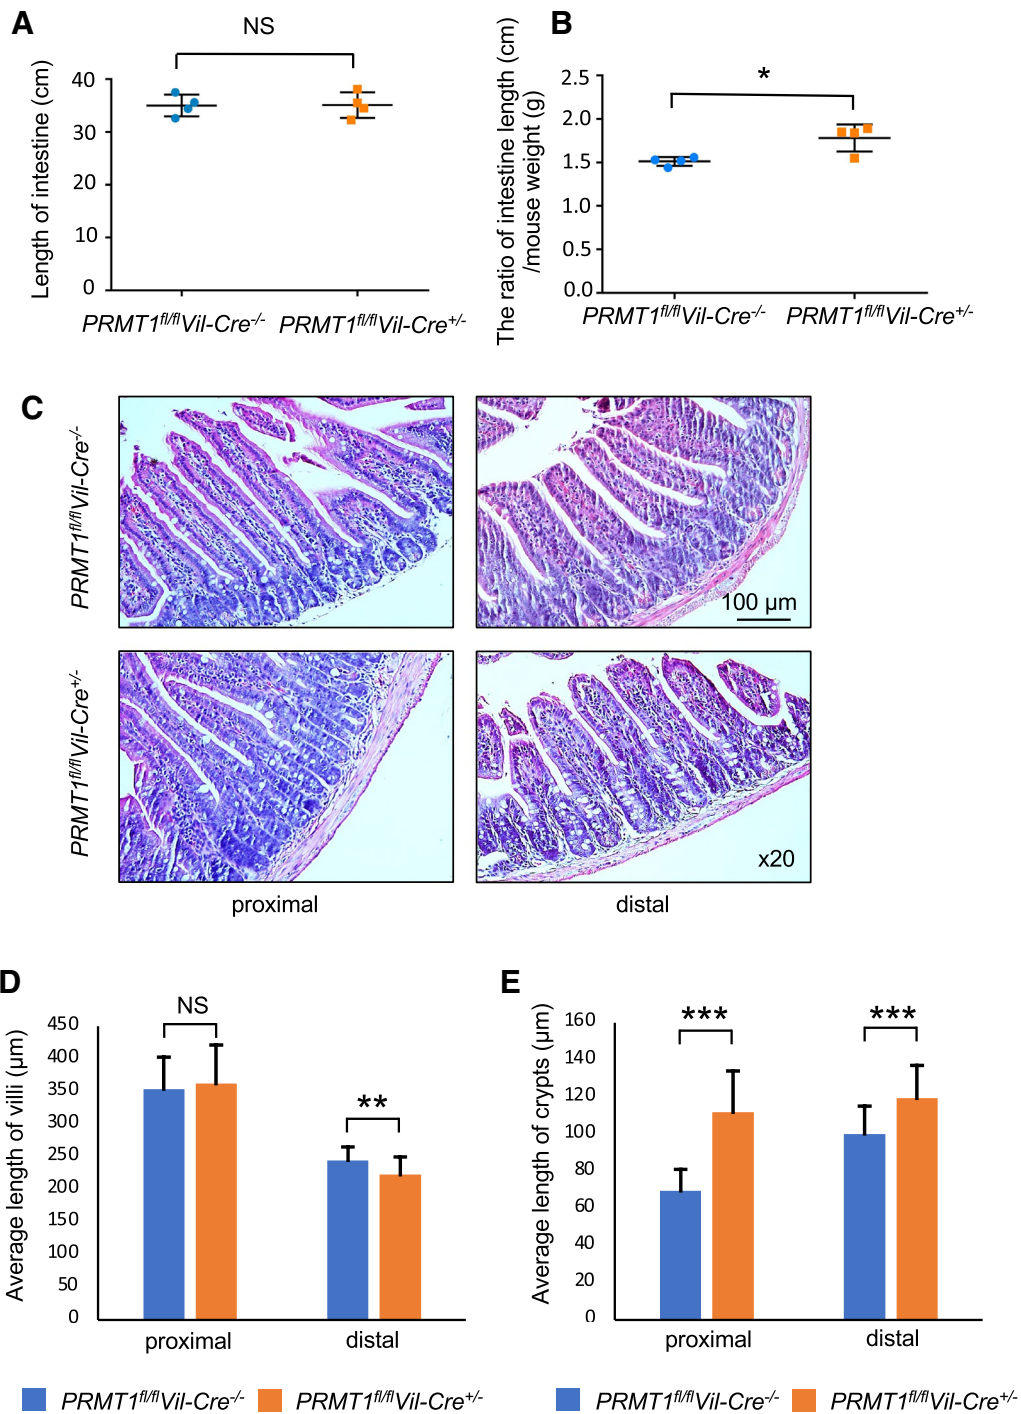 A
NS
Length of intestine (cm)
40
30
20
10
0
PRMT1fl/flVil-Cre-/-
PRMT1fl/flVil-Cre+/-
B
*
The ratio of intestine length (cm)
/mouse weight (g)
2.5
2.0
1.5
1.0
0.5
0.0
PRMT1fl/flVil-Cre-/-
PRMT1fl/flVil-Cre+/-
C
PRMT1fl/flVil-Cre-/-
100 µm
PRMT1fl/flVil-Cre+/-
x20
proximal
distal
D
NS
**
Average length of villi (µm)
450
400
350
300
250
200
150
100
50
0
proximal
distal
PRMT1fl/flVil-Cre-/-
PRMT1fl/flVil-Cre+/-
E
***
***
Average length of crypts (µm)
160
140
120
100
80
60
40
20
0
proximal
distal
PRMT1fl/flVil-Cre-/-
PRMT1fl/flVil-Cre+/-